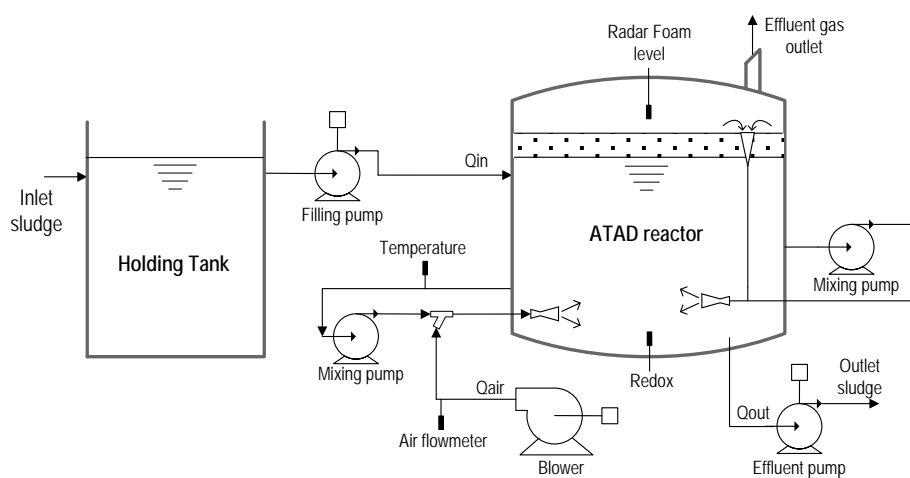 Effluent gas
outlet
Radar Foam
level
Qin
Inlet
sludge
Filling pump
Holding Tank
ATAD reactor
Temperature
Mixing pump
Mixing pump
Redox
Outlet
sludge
Qair
Qout
Air flowmeter
Blower
Effluent pump